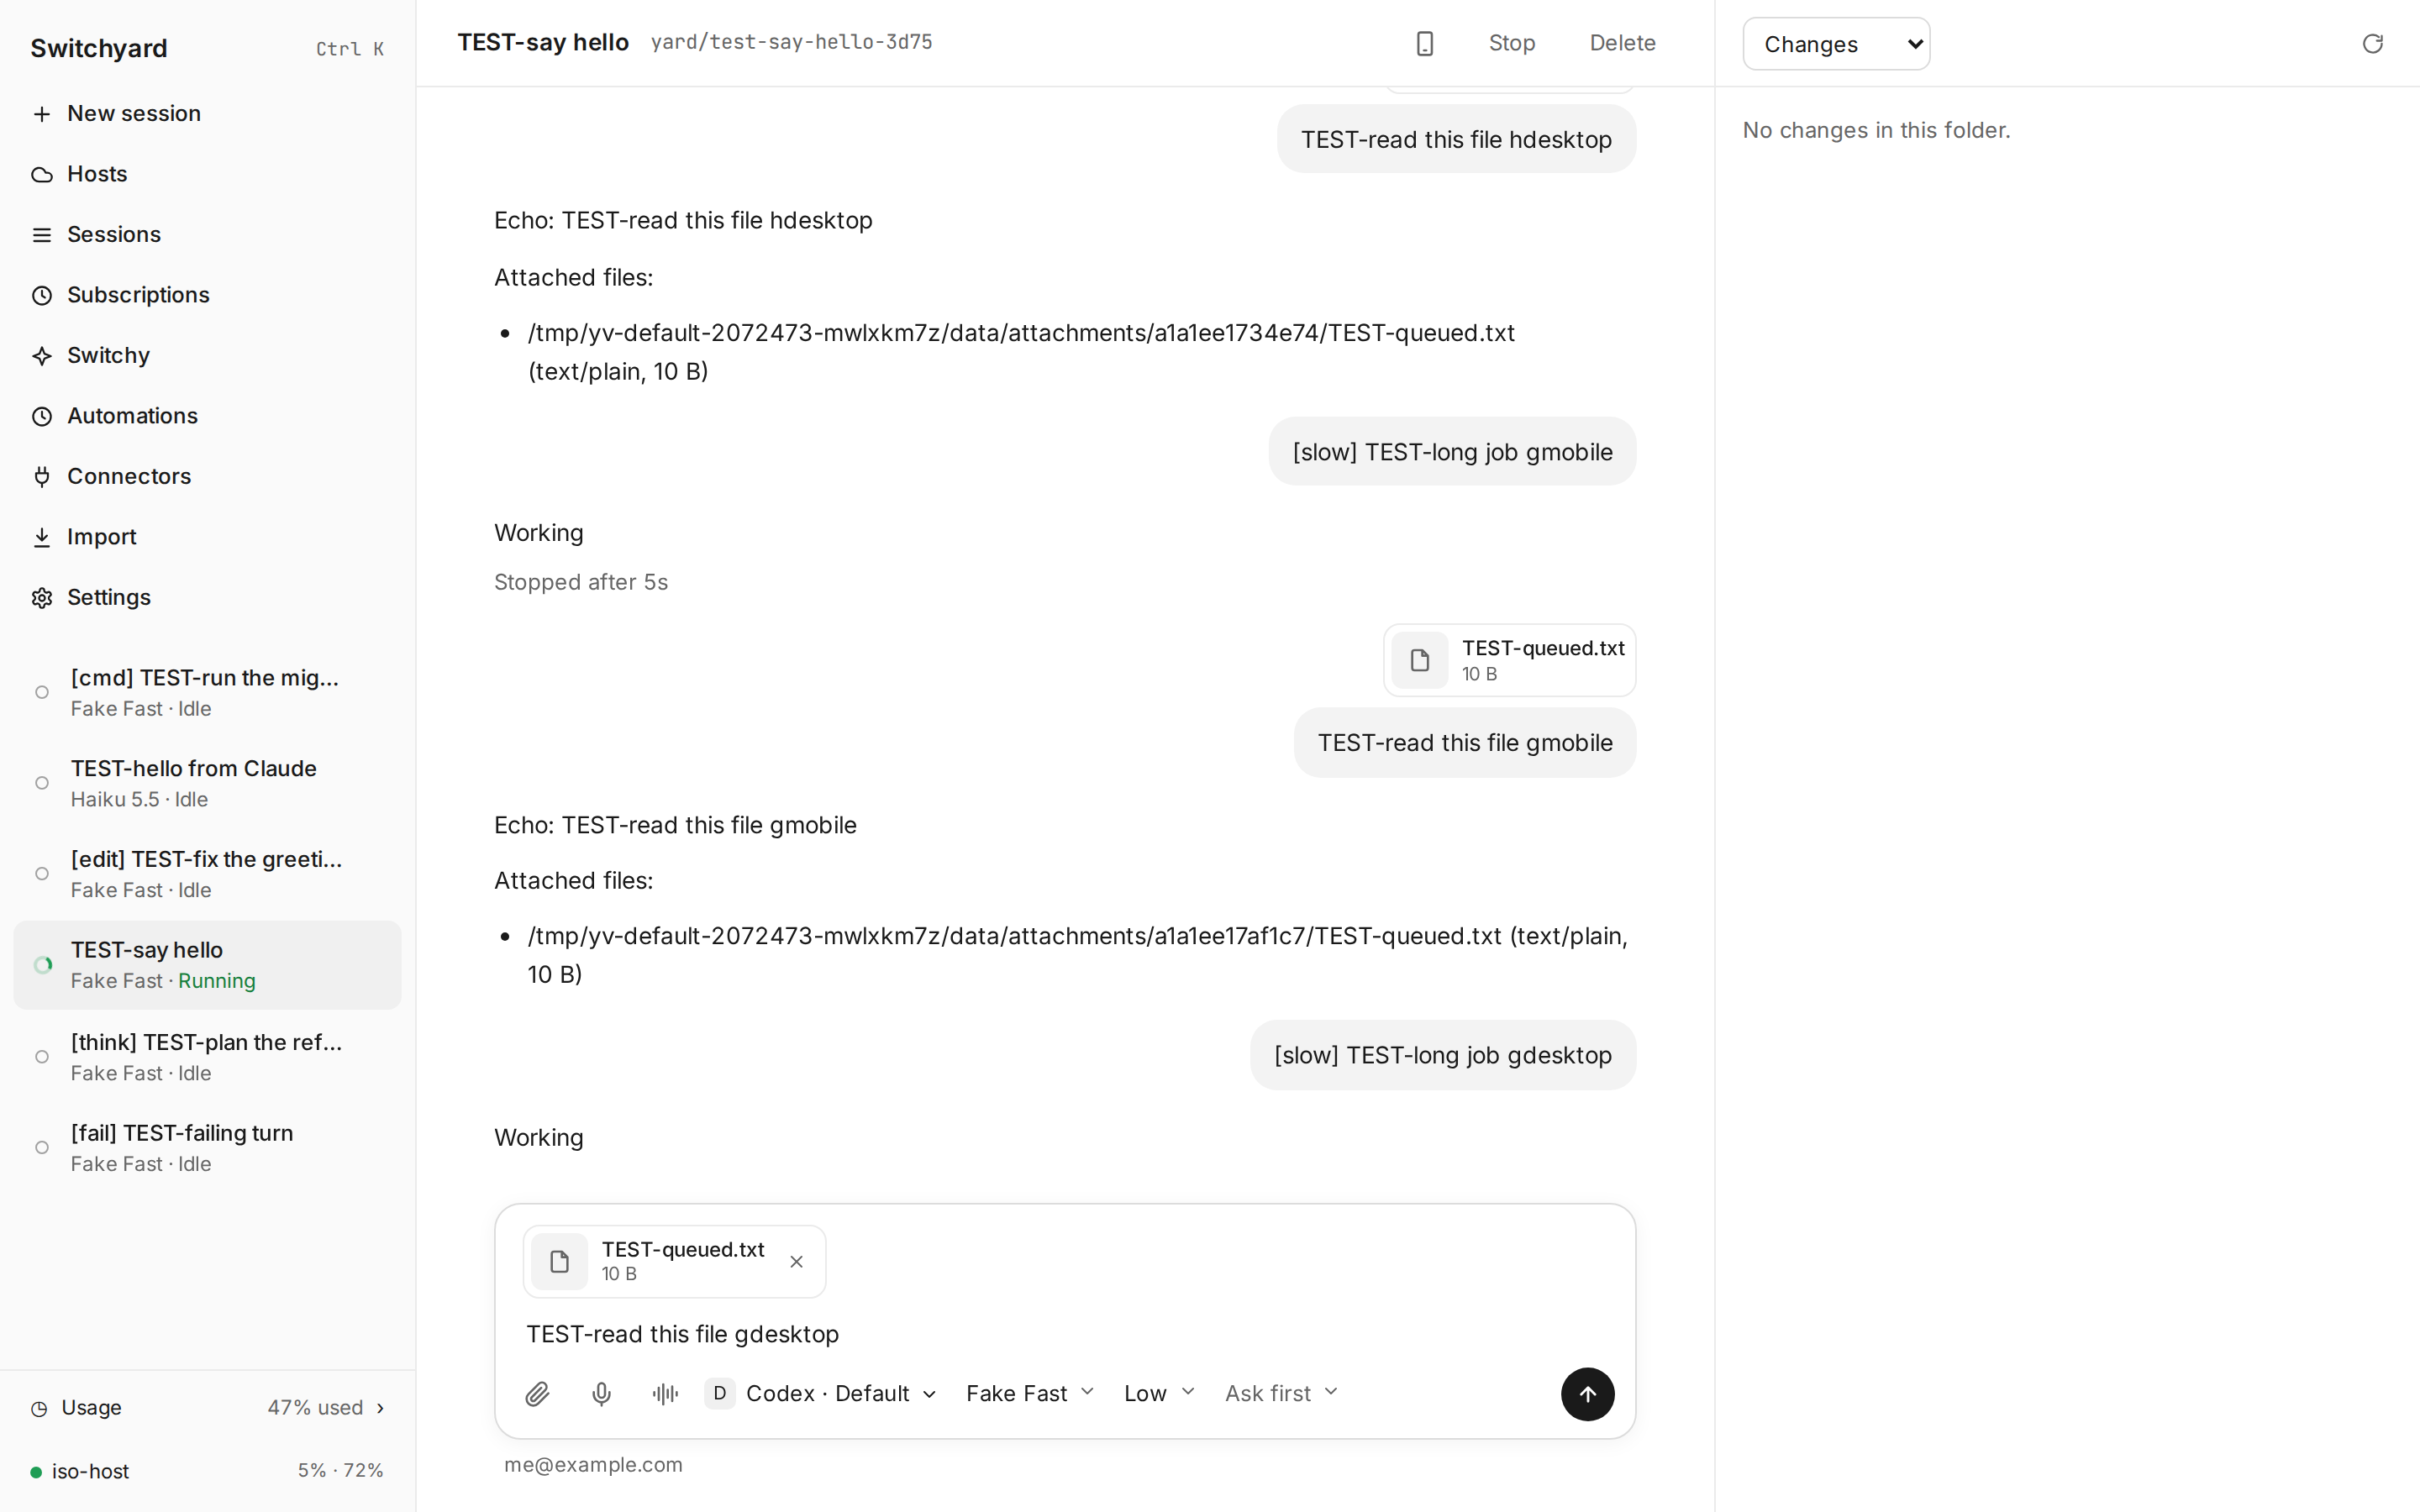 Switchyard
Ctrl K
New session
Hosts
Sessions
Subscriptions
Switchy
Automations
Connectors
Import
Settings
[cmd] TEST-run the mig...
Fake Fast · Idle
TEST-hello from Claude
Haiku 5.5 · Idle
[edit] TEST-fix the greeti...
Fake Fast · Idle
TEST-say hello
Fake Fast · Running
[think] TEST-plan the ref...
Fake Fast · Idle
[fail] TEST-failing turn
Fake Fast · Idle
Usage
47% used
iso-host
5% · 72%
TEST-say hello
yard/test-say-hello-3d75
Stop
Delete
TEST-read this file hdesktop
Echo: TEST-read this file hdesktop
Attached files:
/tmp/yv-default-2072473-mwlxkm7z/data/attachments/a1a1ee1734e74/TEST-queued.txt
(text/plain, 10 B)
[slow] TEST-long job gmobile
Working
Stopped after 5s
TEST-queued.txt
10 B
TEST-read this file gmobile
Echo: TEST-read this file gmobile
Attached files:
/tmp/yv-default-2072473-mwlxkm7z/data/attachments/a1a1ee17af1c7/TEST-queued.txt (text/plain,
10 B)
[slow] TEST-long job gdesktop
Working
TEST-queued.txt
10 B
TEST-read this file gdesktop
D
Codex · Default
Fake Fast
Low
Ask first
me@example.com
Changes
No changes in this folder.